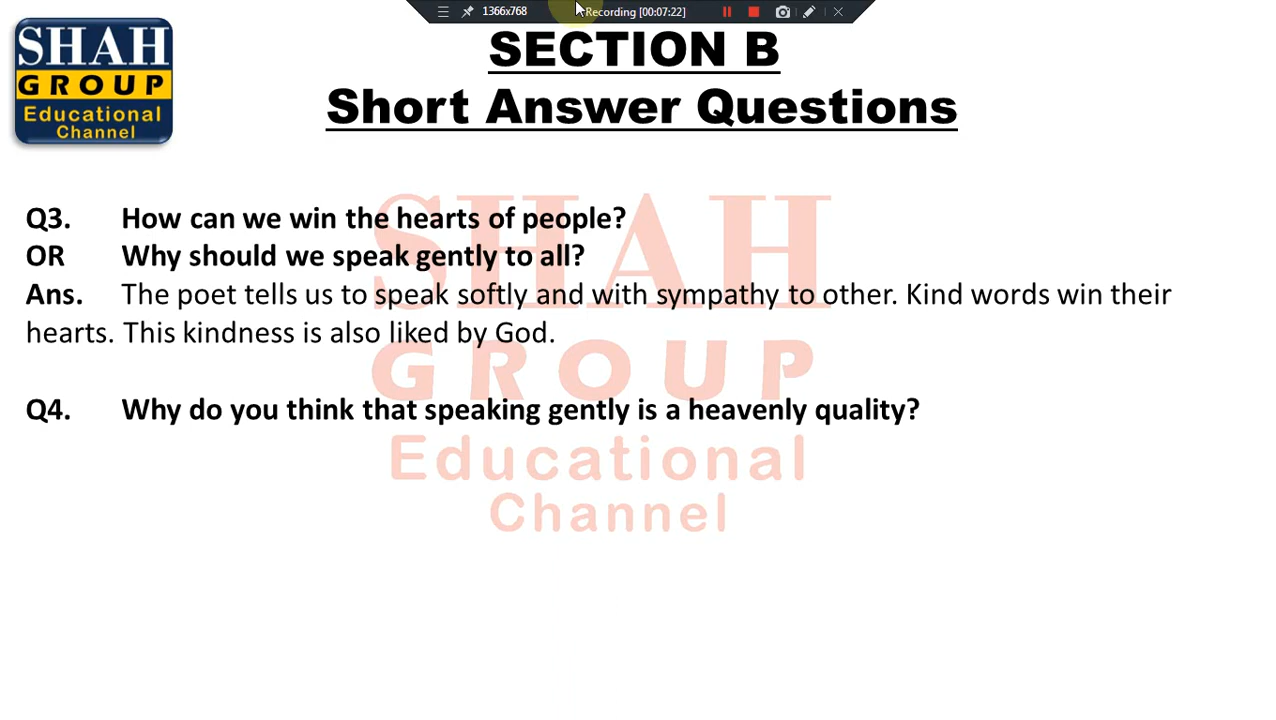 1366x768 Recording [00:07:22]
SHAH
GROUP
Educational
Channel
SECTION B
Short Answer Questions
Q3. How can we win the hearts of people?
OR Why should we speak gently to all?
Ans. The poet tells us to speak softly and with sympathy to other. Kind words win their
hearts. This kindness is also liked by God.
Q4. Why do you think that speaking gently is a heavenly quality?
SHAH
GROUP
Educational
Channel